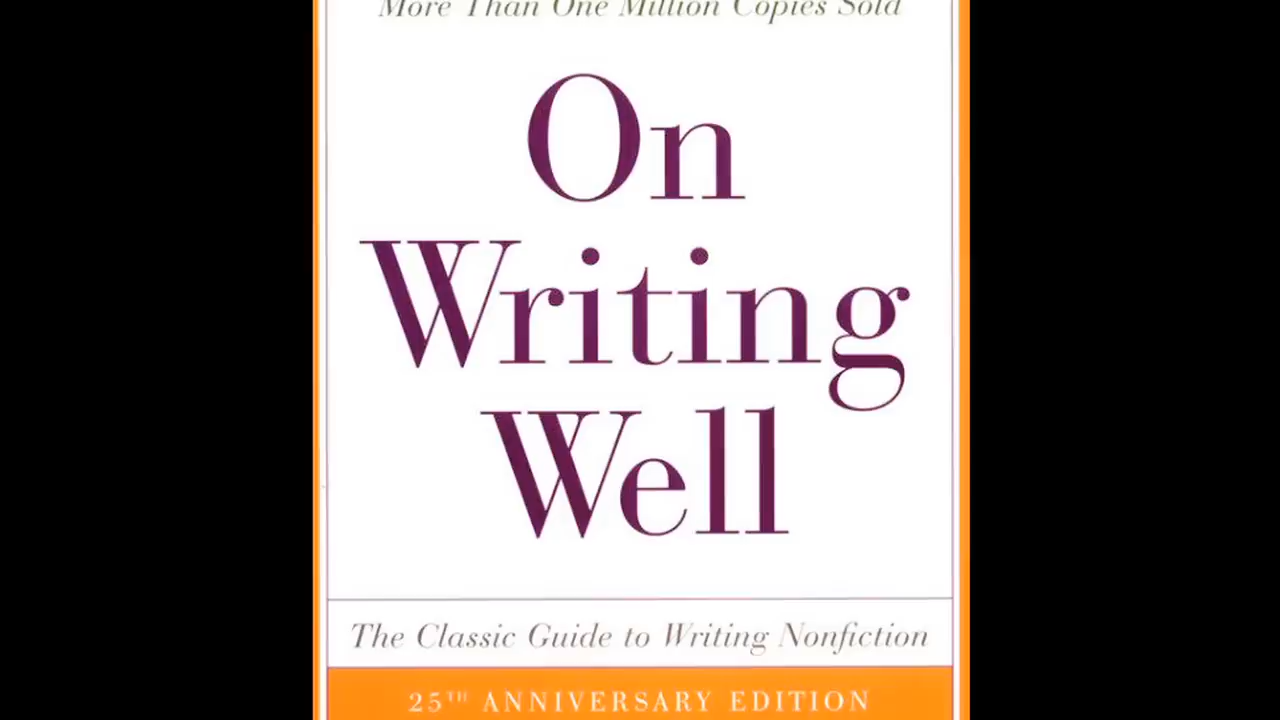 More Than One Million Copies Sold
On
Writing
Well
The Classic Guide to Writing Nonfiction
25TH ANNIVERSARY EDITION